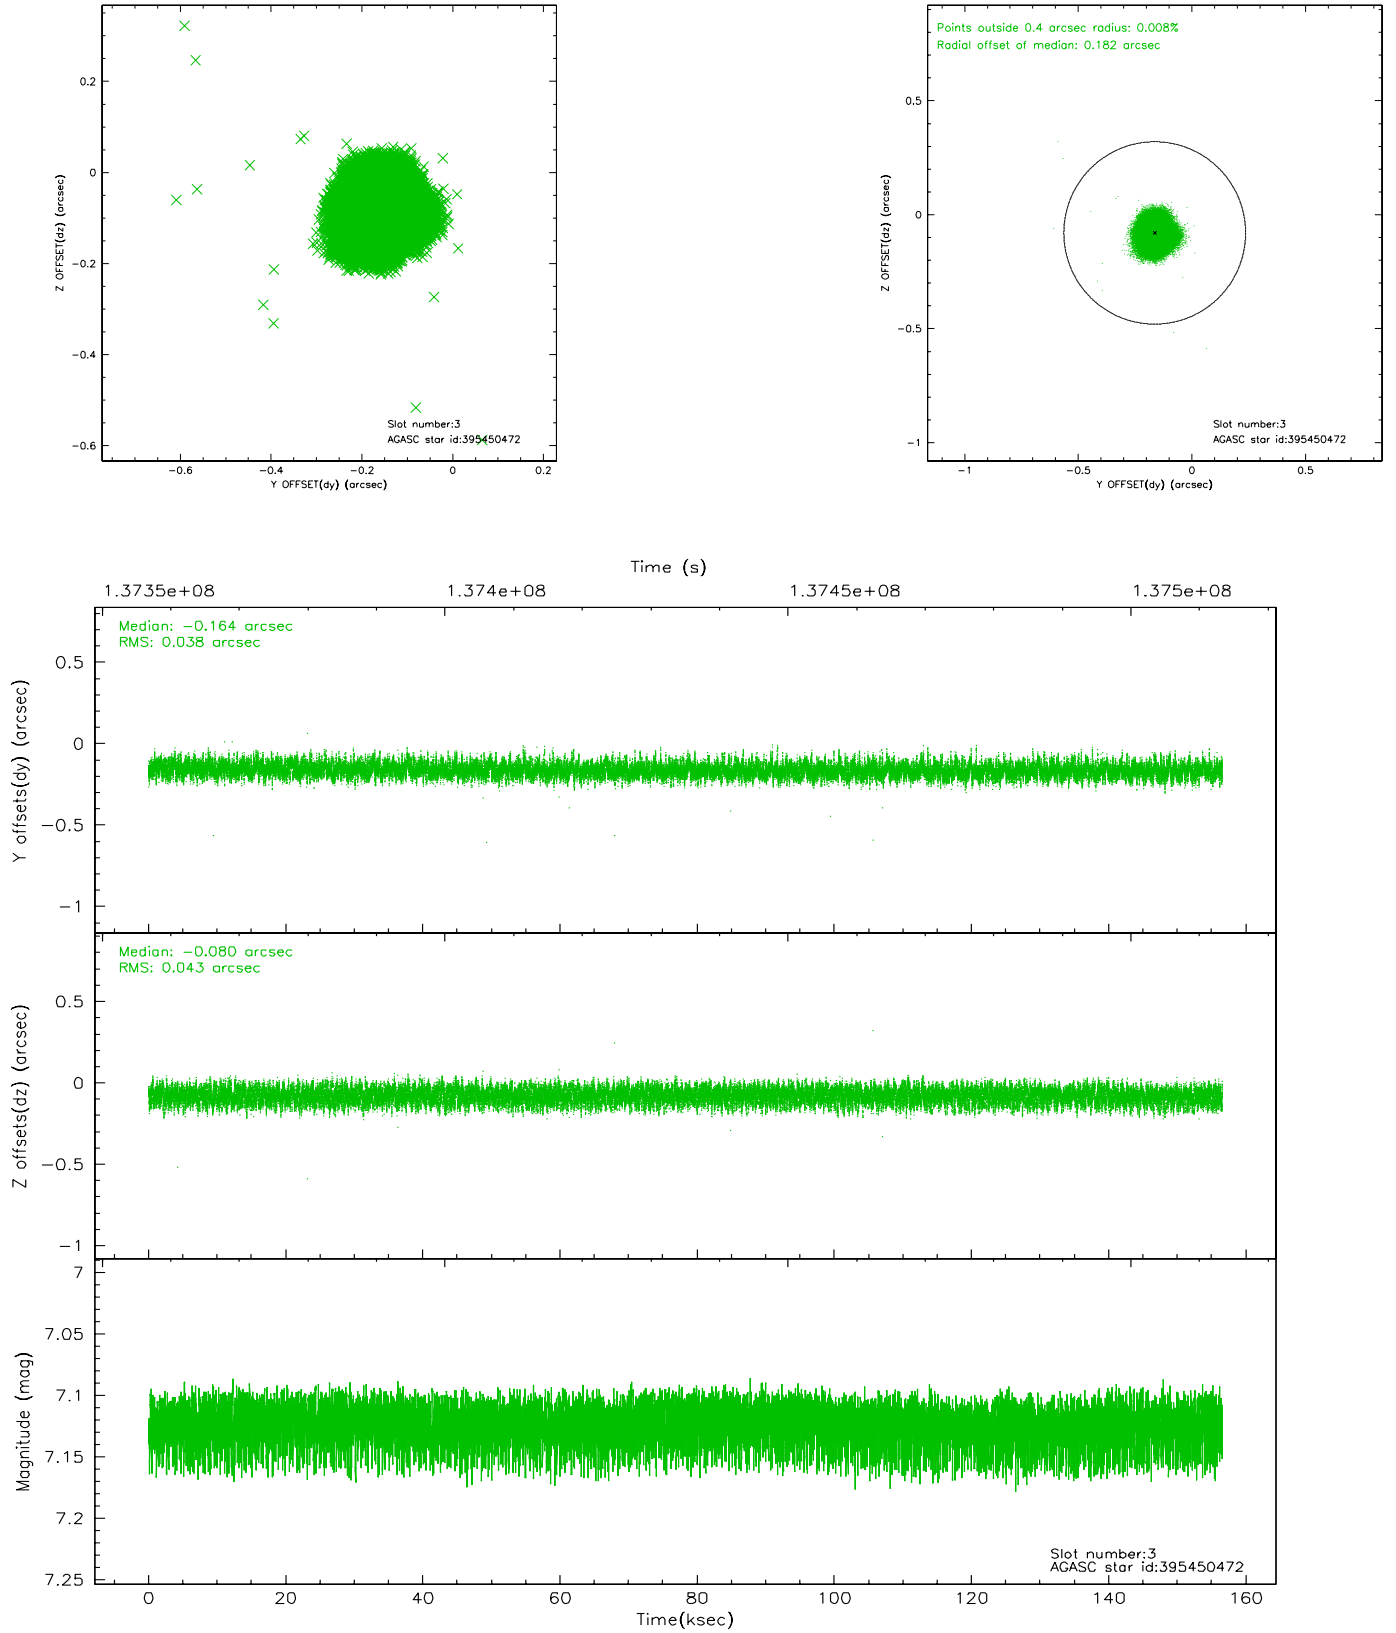 0.2
0
−0.2
−0.4
−0.6
Z OFFSET(dz) (arcsec)
Slot number:3
AGASC star id:395450472
−0.6
−0.4
−0.2
0
0.2
Y OFFSET(dy) (arcsec)
Points outside 0.4 arcsec radius: 0.008%
Radial offset of median: 0.182 arcsec
0.5
0
−0.5
−1
Z OFFSET(dz) (arcsec)
Slot number:3
AGASC star id:395450472
−1
−0.5
0
0.5
Y OFFSET(dy) (arcsec)
Time (s)
1.3735e+08
1.374e+08
1.3745e+08
1.375e+08
Median: −0.164 arcsec
RMS: 0.038 arcsec
0.5
0
−0.5
−1
Y offsets(dy) (arcsec)
Median: −0.080 arcsec
RMS: 0.043 arcsec
0.5
0
−0.5
−1
Z offsets(dz) (arcsec)
7
7.05
7.1
7.15
7.2
7.25
Magnitude (mag)
Slot number:3
AGASC star id:395450472
0
20
40
60
80
100
120
140
160
Time(ksec)